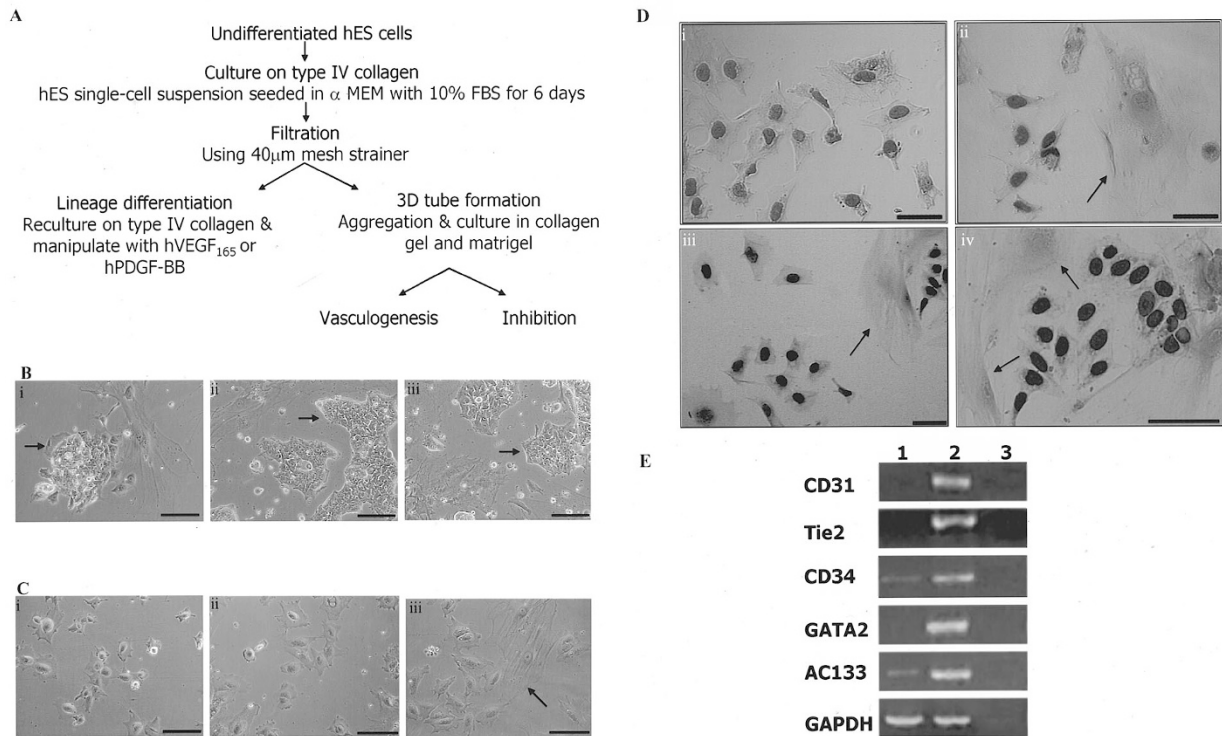 A
Undifferentiated hES cells
Culture on type IV collagen
hES single-cell suspension seeded in α MEM with 10% FBS for 6 days
Filtration
Using 40μm mesh strainer
Lineage differentiation
Reculture on type IV collagen &
manipulate with hVEGF165 or
hPDGF-BB
3D tube formation
Aggregation & culture in collagen
gel and matrigel
Vasculogenesis
Inhibition
B
i
ii
iii
C
i
ii
iii
D
i
ii
iii
iv
E
1 2 3
CD31
Tie2
CD34
GATA2
AC133
GAPDH